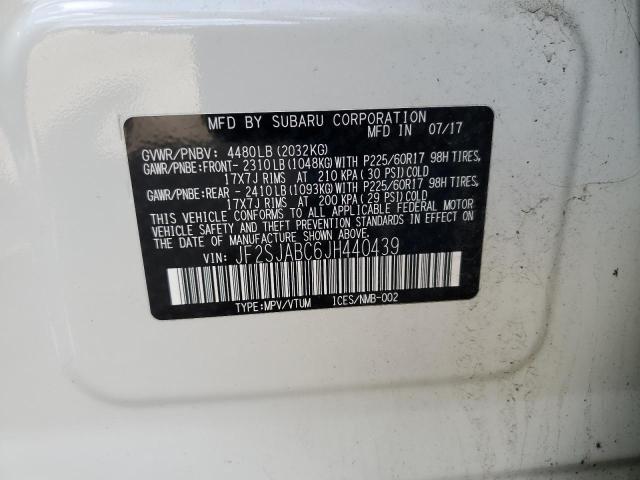 MFD BY SUBARU CORPORATION
MFD IN 07/17
GVWR/PNBV: 4480LB (2032KG)
GAWR/PNBE:FRONT- 2310LB(1048KG)WITH P225/60R17 98H TIRES,
17X7J RIMS AT 210 KPA( 30 PSI)COLD
GAWR/PNBE:REAR - 2410LB(1093KG)WITH P225/60R17 98H TIRES,
17X7J RIMS AT 200 KPA( 29 PSI)COLD
THIS VEHICLE CONFORMS TO ALL APPLICABLE FEDERAL MOTOR
VEHICLE SAFETY, BUMPER, AND THEFT PREVENTION STANDARDS
IN EFFECT ON THE DATE OF MANUFACTURE SHOWN ABOVE.
VIN: JF2SJABC6JH440439
TYPE:MPV/VTUM ICES/NMB-002